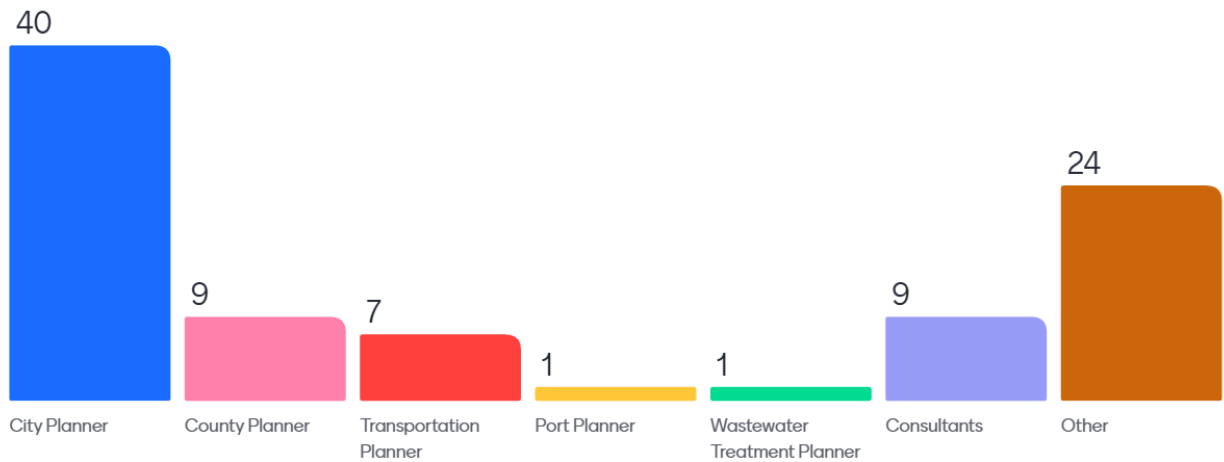 40
9
7
1
1
9
24
City Planner
County Planner
Transportation
Planner
Port Planner
Wastewater
Treatment Planner
Consultants
Other